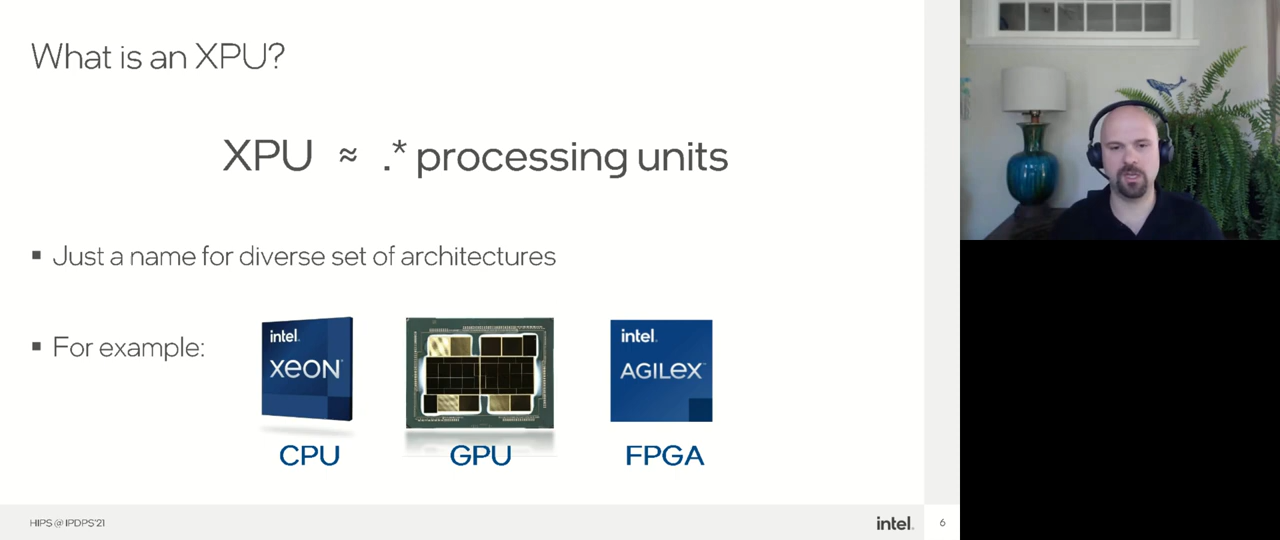 What is an XPU?
XPU ≈ .* processing units
▪ Just a name for diverse set of architectures
▪ For example:
intel.
XEON
CPU
GPU
intel.
AGILEX™
FPGA
HIPS @ IPDPS'21
intel.
6